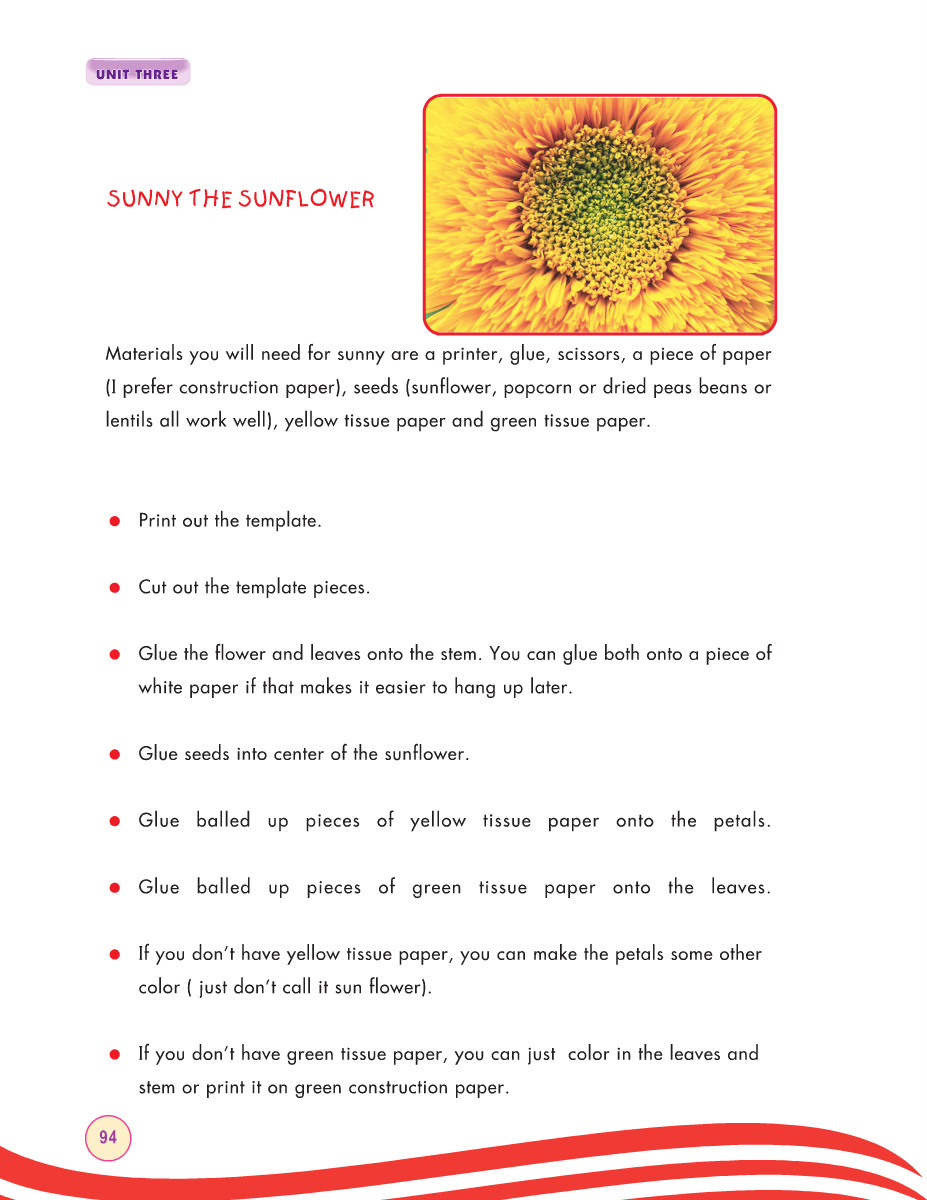 UNIT THREE
SUNNY THE SUNFLOWER
Materials you will need for sunny are a printer, glue, scissors, a piece of paper
(I prefer construction paper), seeds (sunflower, popcorn or dried peas beans or
lentils all work well), yellow tissue paper and green tissue paper.
● Print out the template.
● Cut out the template pieces.
● Glue the flower and leaves onto the stem. You can glue both onto a piece of
white paper if that makes it easier to hang up later.
● Glue seeds into center of the sunflower.
● Glue balled up pieces of yellow tissue paper onto the petals.
● Glue balled up pieces of green tissue paper onto the leaves.
● If you don't have yellow tissue paper, you can make the petals some other
color ( just don't call it sun flower).
● If you don't have green tissue paper, you can just color in the leaves and
stem or print it on green construction paper.
94